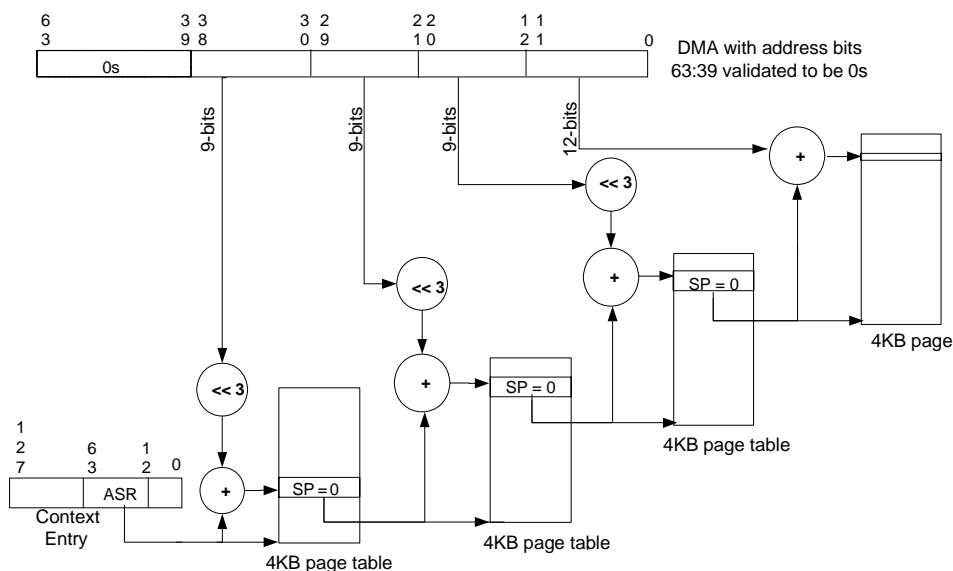 6 3 3 3 2 2 2 1 1
3 9 8 0 9 1 0 2 1 0
0s
DMA with address bits
63:39 validated to be 0s
9-bits
9-bits
9-bits
12-bits
+
<< 3
<< 3
+
SP = 0
4KB page
<< 3
+
SP = 0
4KB page table
1 6 1
2 3 2 0
7
ASR
+
SP = 0
Context
Entry
4KB page table
4KB page table